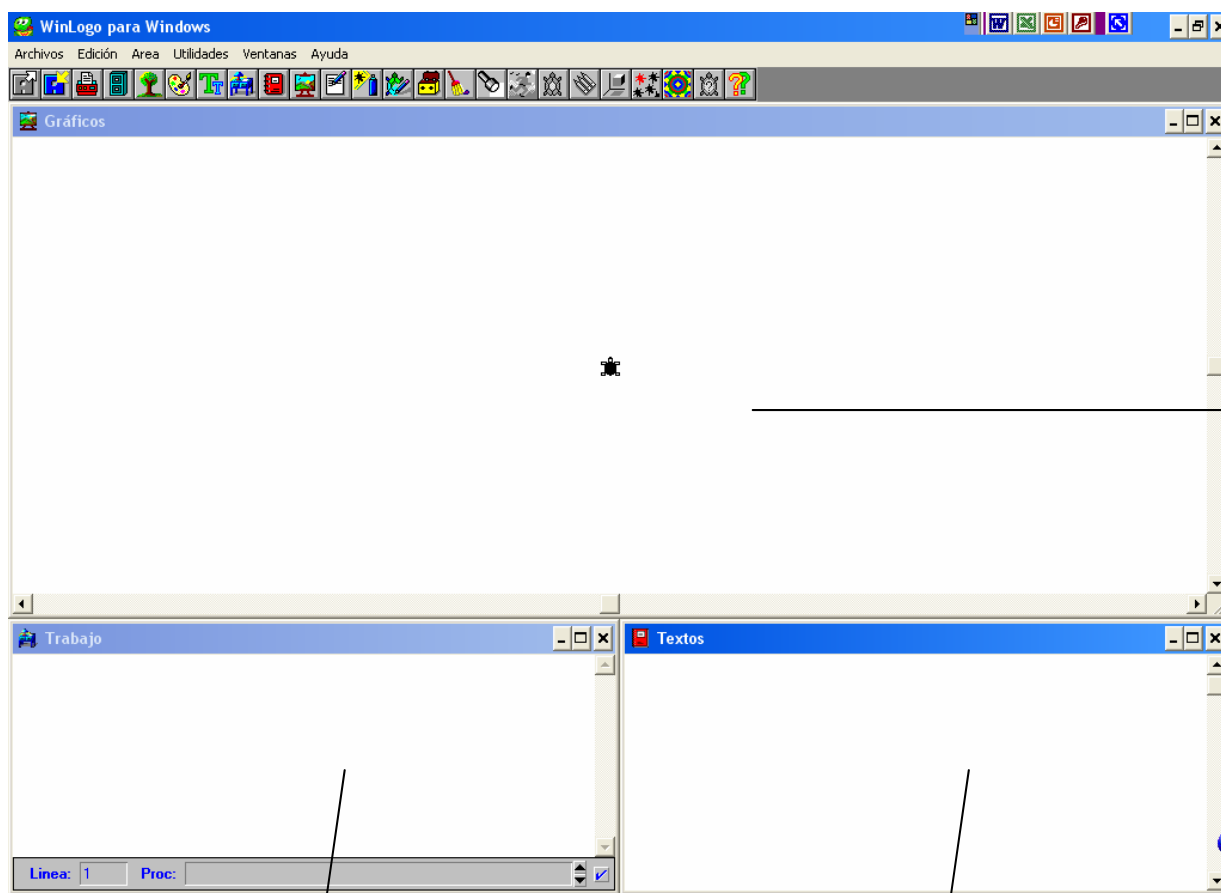 WinLogo para Windows
Archivos Edición Area Utilidades Ventanas Ayuda
Gráficos
Trabajo
Textos
Linea: 1 Proc: